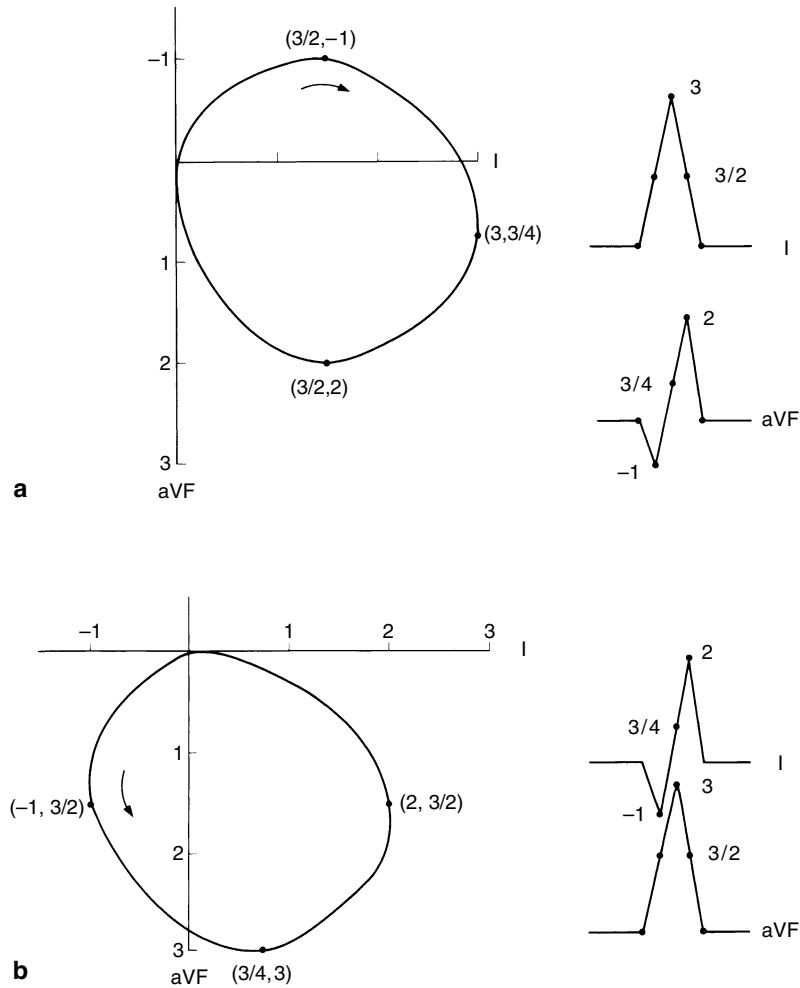 (3/2,–1)
–1
3
I
3/2
(3,3/4)
I
1
2
2
3/4
(3/2,2)
aVF
3
–1
a
aVF
–1
1
2
3
I
2
3/4
1
I
3
(–1, 3/2)
(2, 3/2)
–1
2
3/2
3
aVF
b
aVF
(3/4,3)